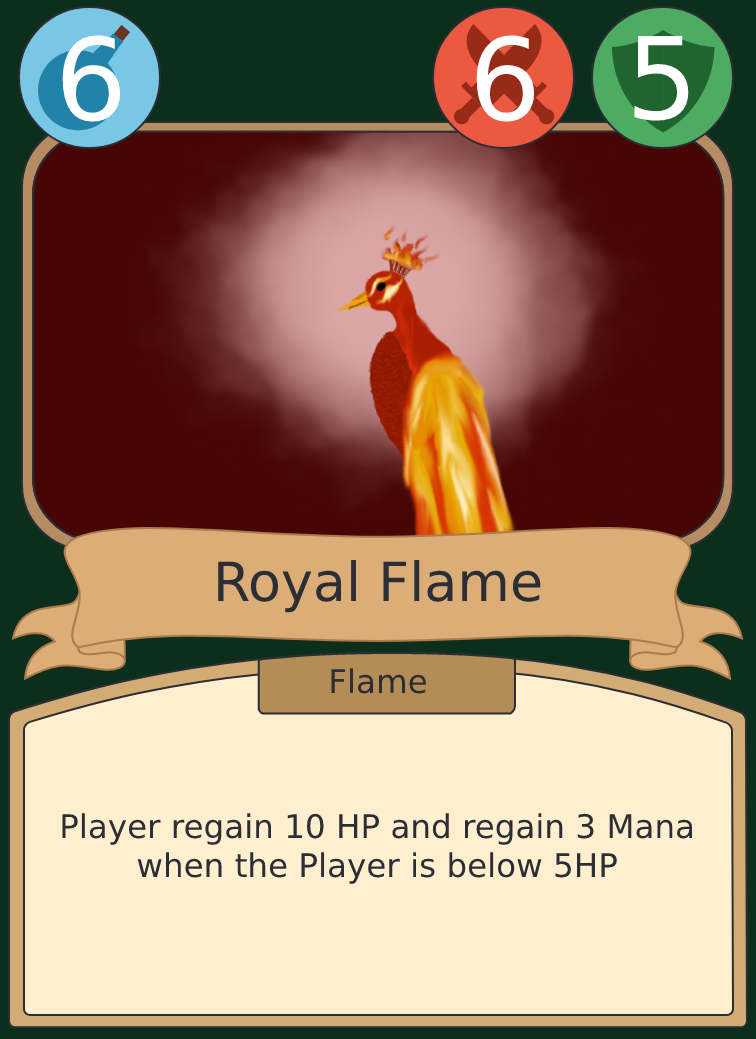 6
6
5
Royal Flame
Flame
Player regain 10 HP and regain 3 Mana
when the Player is below 5HP